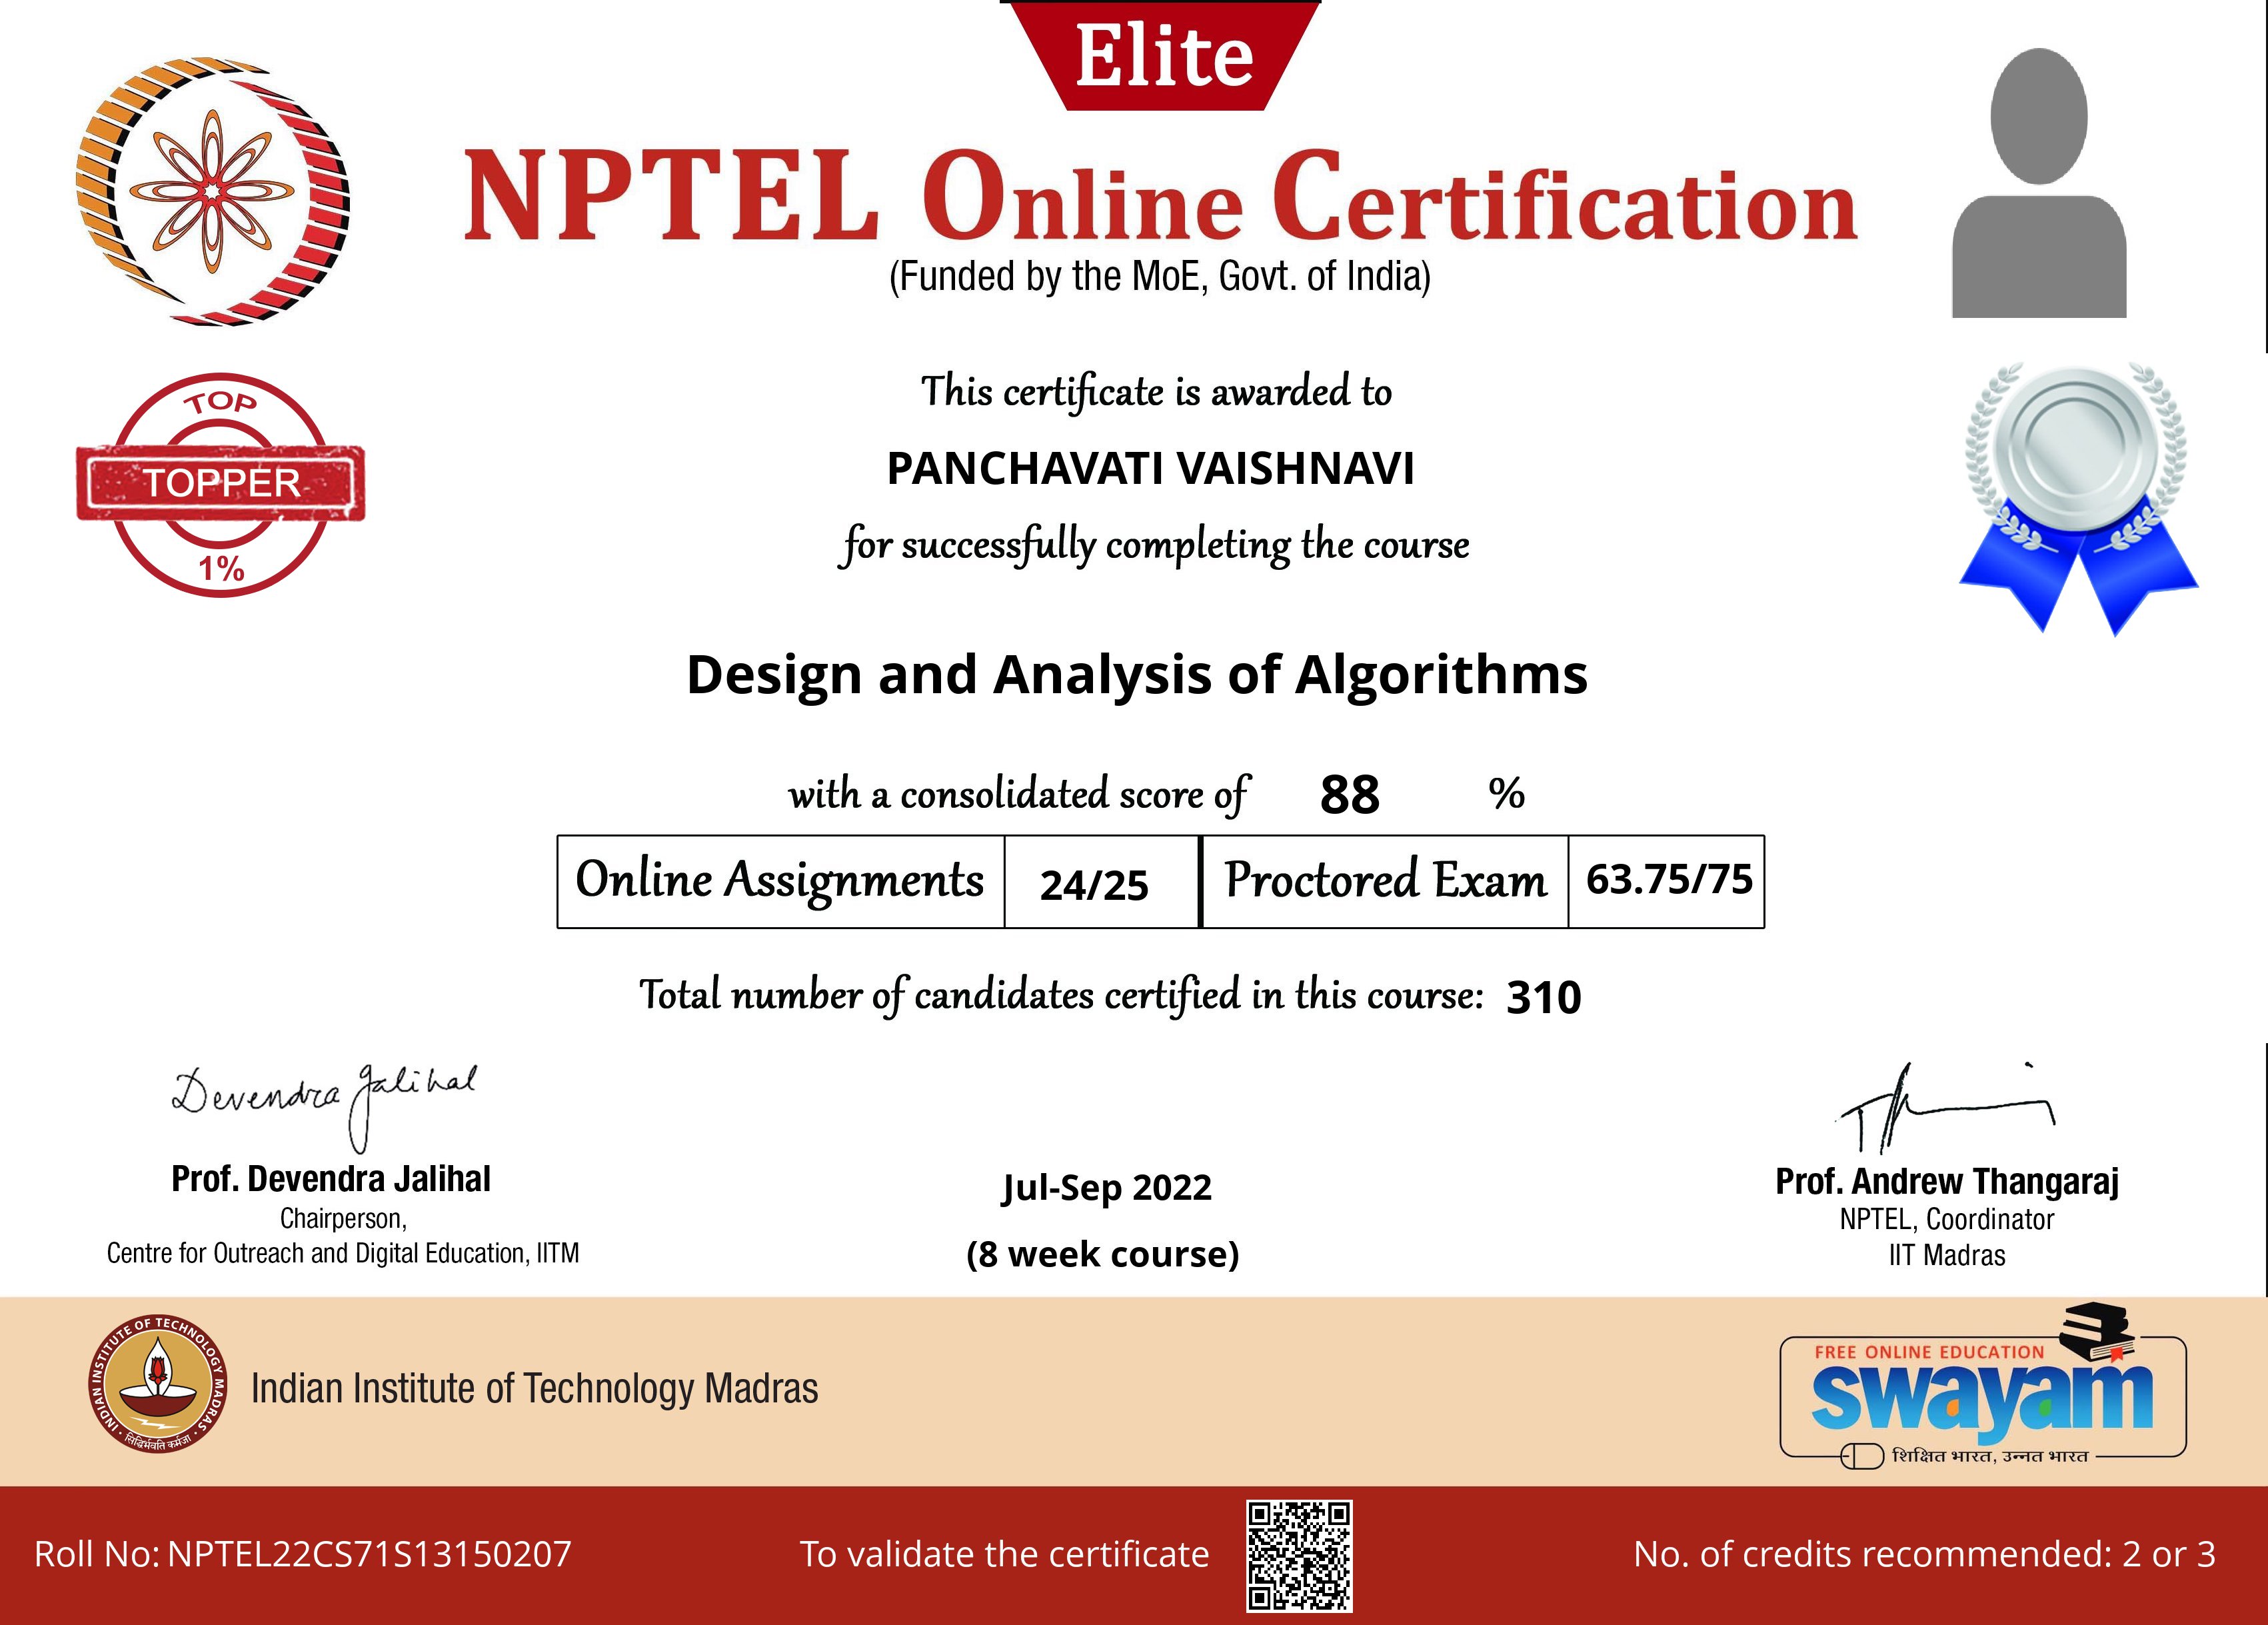 Elite
NPTEL Online Certification
(Funded by the MoE, Govt. of India)
TOP
TOPPER
1%
This certificate is awarded to
PANCHAVATI VAISHNAVI
for successfully completing the course
Design and Analysis of Algorithms
with a consolidated score of 88 %
Online Assignments 24/25 Proctored Exam 63.75/75
Total number of candidates certified in this course: 310
Devendra Jalihal
Prof. Devendra Jalihal
Chairperson,
Centre for Outreach and Digital Education, IITM
Jul-Sep 2022
(8 week course)
Prof. Andrew Thangaraj
NPTEL, Coordinator
IIT Madras
INDIAN INSTITUTE OF TECHNOLOGY MADRAS
सिद्धिर्भवति कर्मजा
Indian Institute of Technology Madras
FREE ONLINE EDUCATION
swayam
शिक्षित भारत, उन्नत भारत
Roll No: NPTEL22CS71S13150207
To validate the certificate
No. of credits recommended: 2 or 3